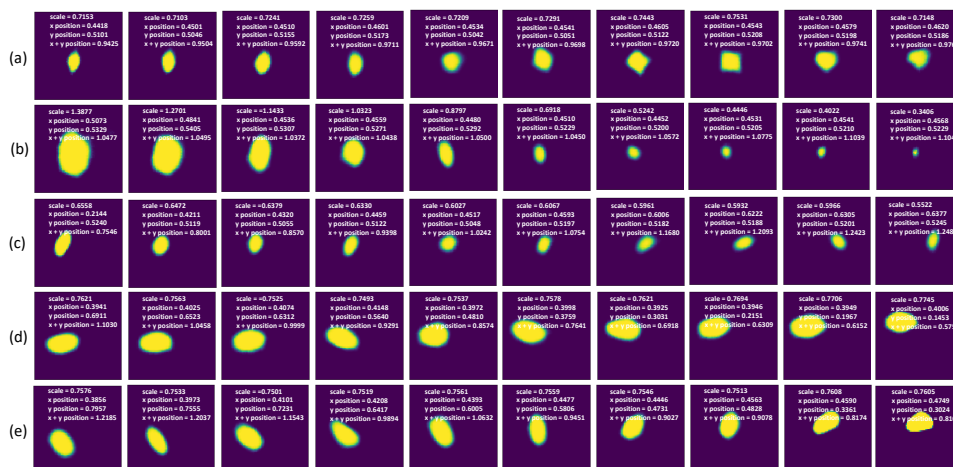 (a)
scale = 0.7153
x position = 0.4418
y position = 0.5101
x + y position = 0.9425
scale = 0.7103
x position = 0.4501
y position = 0.5046
x + y position = 0.9504
scale = 0.7241
x position = 0.4510
y position = 0.5155
x + y position = 0.9592
scale = 0.7259
x position = 0.4601
y position = 0.5173
x + y position = 0.9711
scale = 0.7209
x position = 0.4534
y position = 0.5042
x + y position = 0.9671
scale = 0.7291
x position = 0.4541
y position = 0.5051
x + y position = 0.9698
scale = 0.7443
x position = 0.4605
y position = 0.5122
x + y position = 0.9720
scale = 0.7531
x position = 0.4543
y position = 0.5208
x + y position = 0.9702
scale = 0.7300
x position = 0.4579
y position = 0.5198
x + y position = 0.9741
scale = 0.7148
x position = 0.4620
y position = 0.5186
x + y position =
(b)
scale = 1.3877
x position = 0.5073
y position = 0.5329
x + y position = 1.0477
scale = 1.2701
x position = 0.4841
y position = 0.5405
x + y position = 1.0495
scale =1.1433
x position = 0.4536
y position = 0.5307
x + y position = 1.0372
scale = 1.0323
x position = 0.4559
y position = 0.5271
x + y position = 1.0438
scale = 0.8797
x position = 0.4480
y position = 0.5292
x + y position = 1.0500
scale = 0.6918
x position = 0.4510
y position = 0.5229
x + y position = 1.0450
scale = 0.5242
x position = 0.4452
y position = 0.5200
x + y position = 1.0572
scale = 0.4446
x position = 0.4531
y position = 0.5205
x + y position = 1.0775
scale = 0.4022
x position = 0.4541
y position = 0.5210
x + y position = 1.1039
scale = 0.3406
x position = 0.4568
y position = 0.5229
x + y position = 1.104
(c)
scale = 0.6558
x position = 0.2144
y position = 0.5240
x + y position = 0.7546
scale = 0.6472
x position = 0.4211
y position = 0.5119
x + y position = 0.8001
scale =0.6379
x position = 0.4320
y position = 0.5055
x + y position = 0.8570
scale = 0.6330
x position = 0.4459
y position = 0.5122
x + y position = 0.9398
scale = 0.6027
x position = 0.4517
y position = 0.5048
x + y position = 1.0242
scale = 0.6067
x position = 0.4593
y position = 0.5197
x + y position = 1.0754
scale = 0.5961
x position = 0.6006
y position = 0.5182
x + y position = 1.1680
scale = 0.5932
x position = 0.6222
y position = 0.5188
x + y position = 1.2093
scale = 0.5966
x position = 0.6305
y position = 0.5201
x + y position = 1.2423
scale = 0.5522
x position = 0.6377
y position = 0.5245
x + y position = 1.248
(d)
scale = 0.7621
x position = 0.3941
y position = 0.6911
x + y position = 1.1030
scale = 0.7563
x position = 0.4025
y position = 0.6523
x + y position = 1.0458
scale =0.7525
x position = 0.4074
y position = 0.6312
x + y position = 0.9999
scale = 0.7493
x position = 0.4148
y position = 0.5640
x + y position = 0.9291
scale = 0.7537
x position = 0.3972
y position = 0.4810
x + y position = 0.8574
scale = 0.7578
x position = 0.3998
y position = 0.3759
x + y position = 0.7641
scale = 0.7621
x position = 0.3925
y position = 0.3031
x + y position = 0.6918
scale = 0.7694
x position = 0.3946
y position = 0.2151
x + y position = 0.6309
scale = 0.7706
x position = 0.3949
y position = 0.1967
x + y position = 0.6152
scale = 0.7745
x position = 0.4006
y position = 0.1453
x + y position =
(e)
scale = 0.7576
x position = 0.3856
y position = 0.7957
x + y position = 1.2185
scale = 0.7533
x position = 0.3973
y position = 0.7555
x + y position = 1.2037
scale =0.7501
x position = 0.4101
y position = 0.7231
x + y position = 1.1543
scale = 0.7519
x position = 0.4208
y position = 0.6417
x + y position = 0.9894
scale = 0.7561
x position = 0.4393
y position = 0.6005
x + y position = 1.0632
scale = 0.7559
x position = 0.4477
y position = 0.5806
x + y position = 0.9451
scale = 0.7546
x position = 0.4446
y position = 0.4731
x + y position = 0.9027
scale = 0.7513
x position = 0.4563
y position = 0.4828
x + y position = 0.9078
scale = 0.7608
x position = 0.4590
y position = 0.3361
x + y position = 0.8174
scale = 0.7605
x position = 0.4749
y position = 0.3024
x + y position =